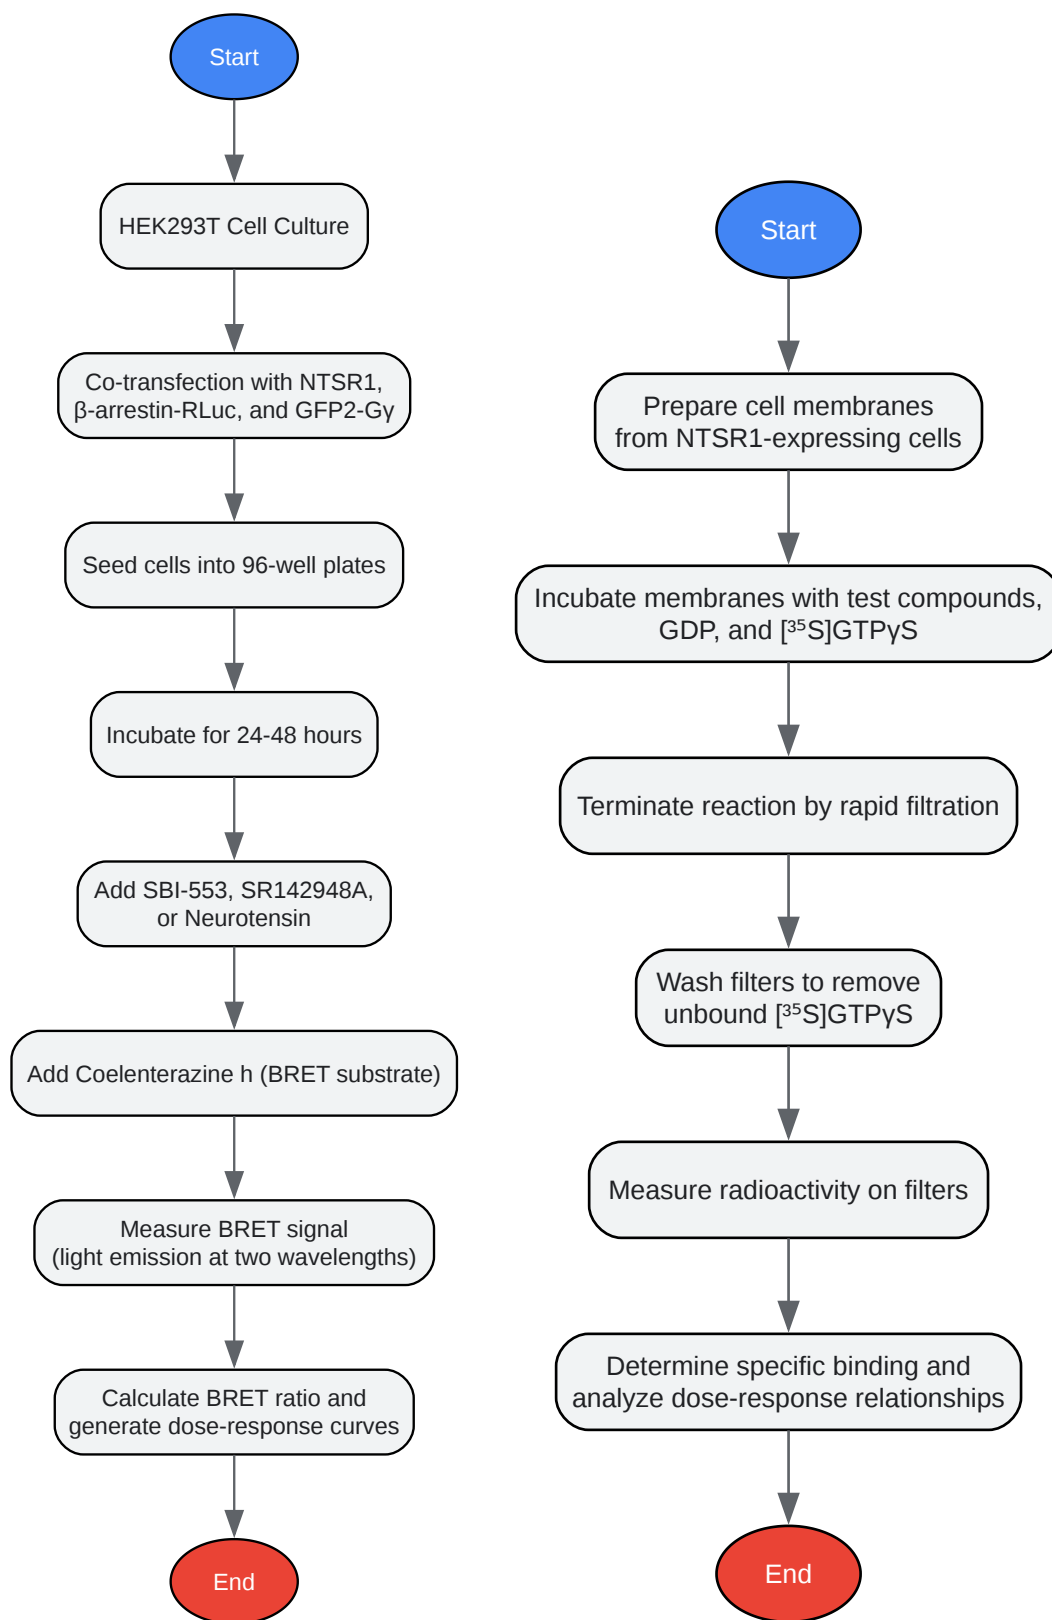 Start
HEK293T Cell Culture
Co-transfection with NTSR1,
β-arrestin-RLuc, and GFP2-Gγ
Seed cells into 96-well plates
Incubate for 24-48 hours
Add SBI-553, SR142948A,
or Neurotensin
Add Coelenterazine h (BRET substrate)
Measure BRET signal
(light emission at two wavelengths)
Calculate BRET ratio and
generate dose-response curves
End
Start
Prepare cell membranes
from NTSR1-expressing cells
Incubate membranes with test compounds,
GDP, and [³⁵S]GTPγS
Terminate reaction by rapid filtration
Wash filters to remove
unbound [³⁵S]GTPγS
Measure radioactivity on filters
Determine specific binding and
analyze dose-response relationships
End